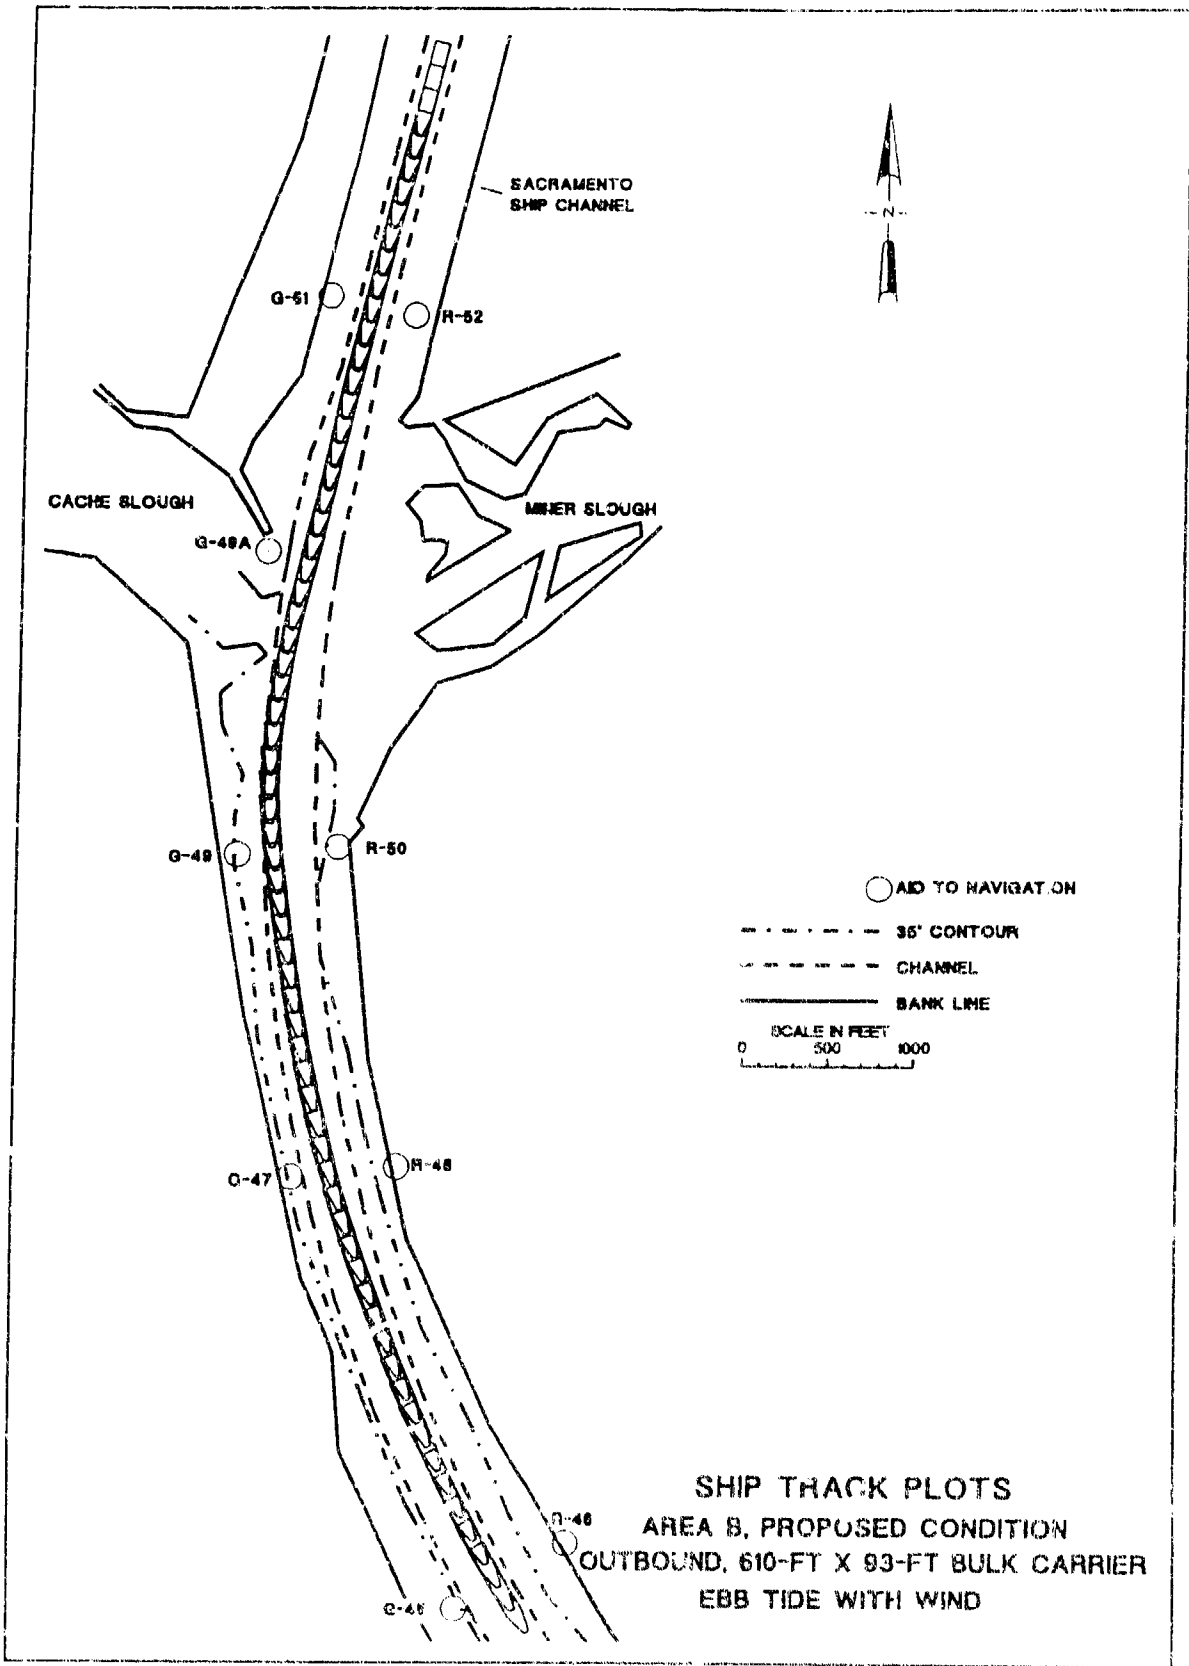 SACRAMENTO
SHIP CHANNEL
N
G-51
R-52
CACHE SLOUGH
MINER SLOUGH
G-49A
G-49
R-50
AID TO NAVIGATION
35' CONTOUR
CHANNEL
BANK LINE
SCALE IN FEET
0 500 1000
G-47
R-48
SHIP TRACK PLOTS
R-46
AREA B, PROPOSED CONDITION
OUTBOUND, 610-FT X 93-FT BULK CARRIER
EBB TIDE WITH WIND
G-45